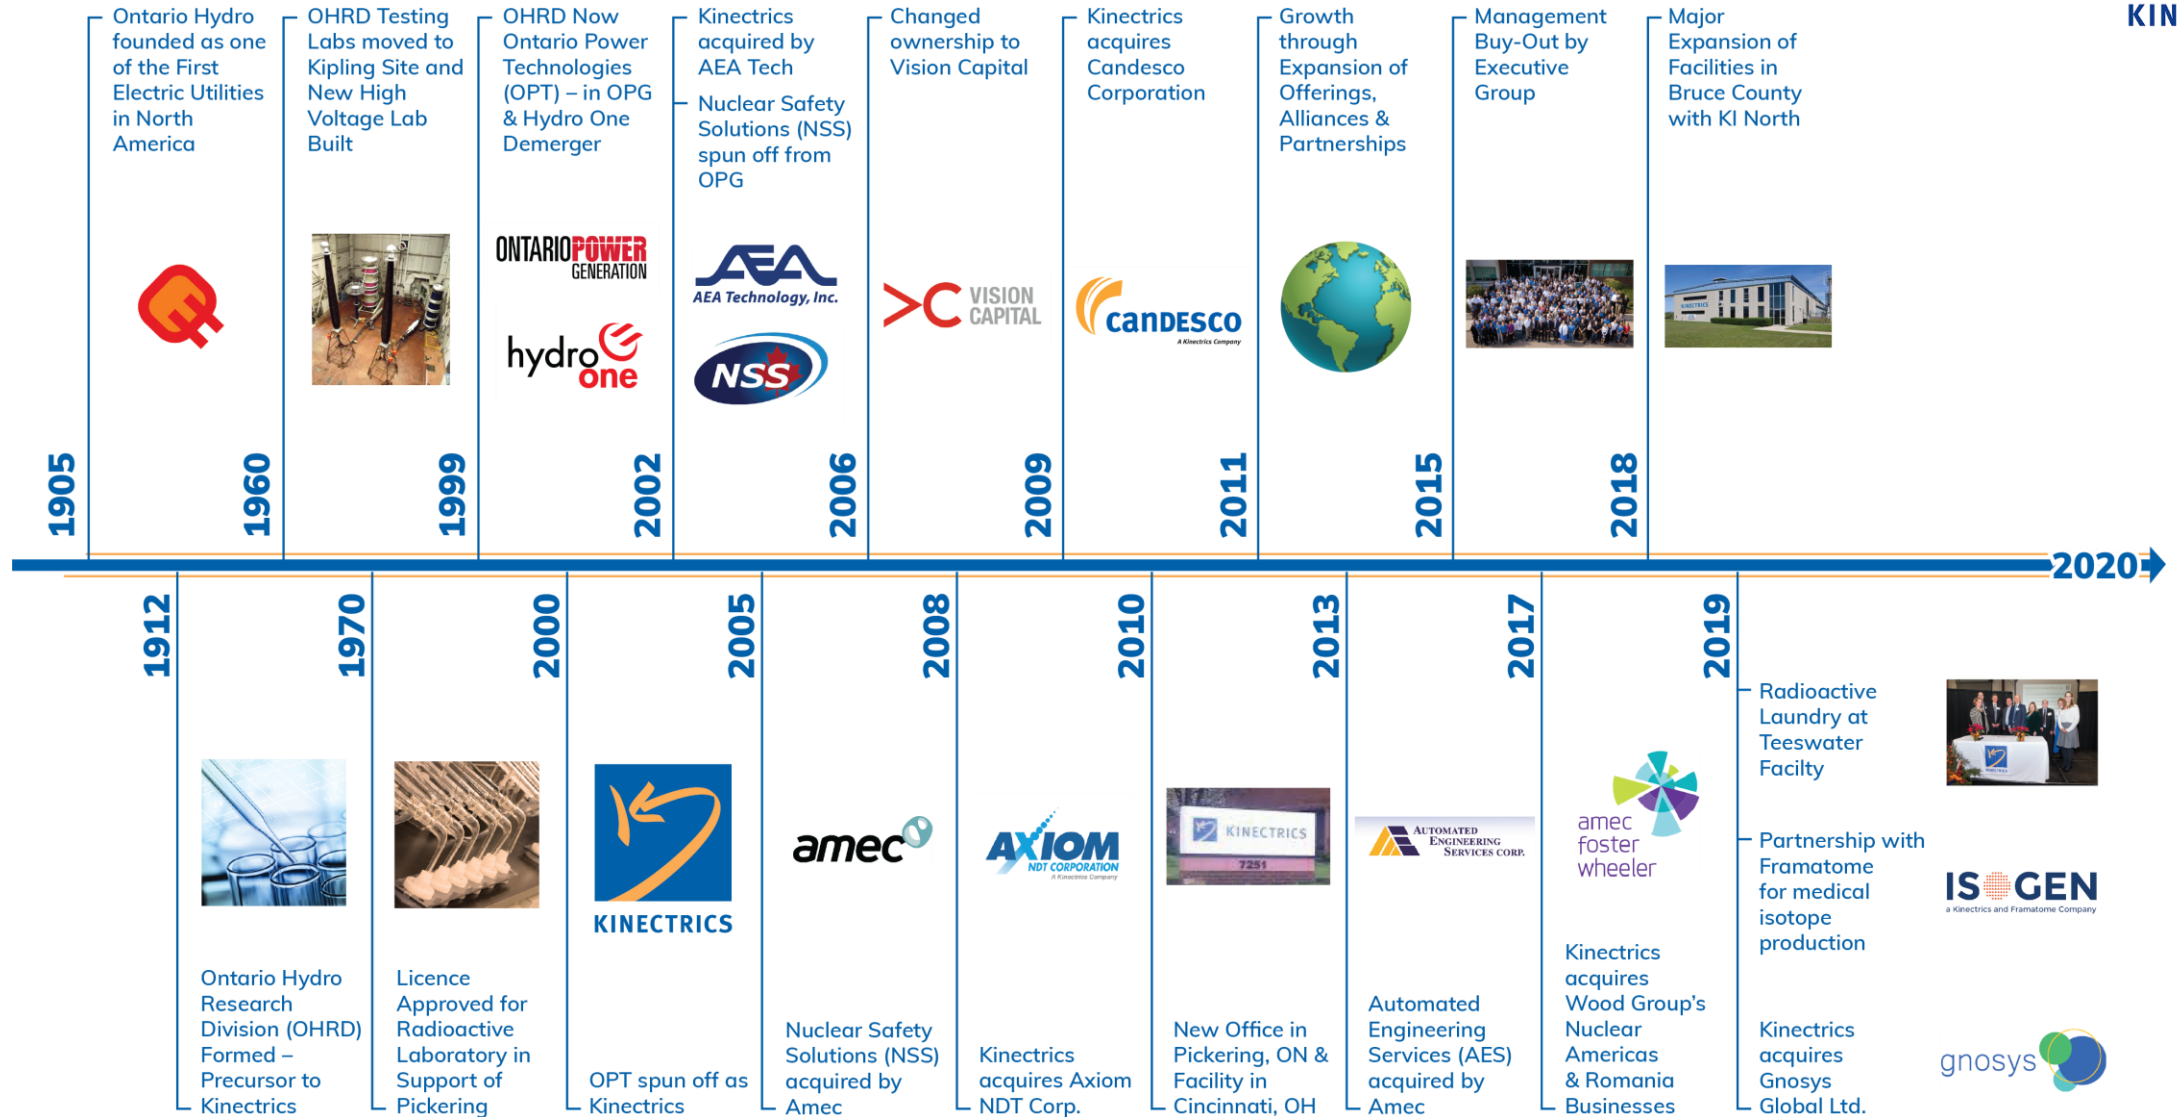 KIN
Ontario Hydro
founded as one
of the First
Electric Utilities
in North
America
OHRD Testing
Labs moved to
Kipling Site and
New High
Voltage Lab
Built
OHRD Now
Ontario Power
Technologies
(OPT) – in OPG
& Hydro One
Demerger
Kinectrics
acquired by
AEA Tech
Nuclear Safety
Solutions (NSS)
spun off from
OPG
Changed
ownership to
Vision Capital
Kinectrics
acquires
Candesco
Corporation
Growth
through
Expansion of
Offerings,
Alliances &
Partnerships
Management
Buy-Out by
Executive
Group
Major
Expansion of
Facilities in
Bruce County
with KI North
ONTARIOPOWER
GENERATION
hydro
one
AEA
AEA Technology, Inc.
NSS
VISION
CAPITAL
canDESCO
A Kinectrics Company
KINECTRICS
1905
1960
1999
2002
2006
2009
2011
2015
2018
2020
1912
1970
2000
2005
2008
2010
2013
2017
2019
KINECTRICS
amec
AXIOM
NDT CORPORATION
A Kinectrics Company
KINECTRICS
7251
AUTOMATED
ENGINEERING
SERVICES CORP.
amec
foster
wheeler
Radioactive
Laundry at
Teeswater
Facilty
KINECTRICS
Partnership with
Framatome
for medical
isotope
production
ISOGEN
a Kinectrics and Framatome Company
Ontario Hydro
Research
Division (OHRD)
Formed –
Precursor to
Kinectrics
Licence
Approved for
Radioactive
Laboratory in
Support of
Pickering
OPT spun off as
Kinectrics
Nuclear Safety
Solutions (NSS)
acquired by
Amec
Kinectrics
acquires Axiom
NDT Corp.
New Office in
Pickering, ON &
Facility in
Cincinnati, OH
Automated
Engineering
Services (AES)
acquired by
Amec
Kinectrics
acquires
Wood Group's
Nuclear
Americas
& Romania
Businesses
Kinectrics
acquires
Gnosys
Global Ltd.
gnosys